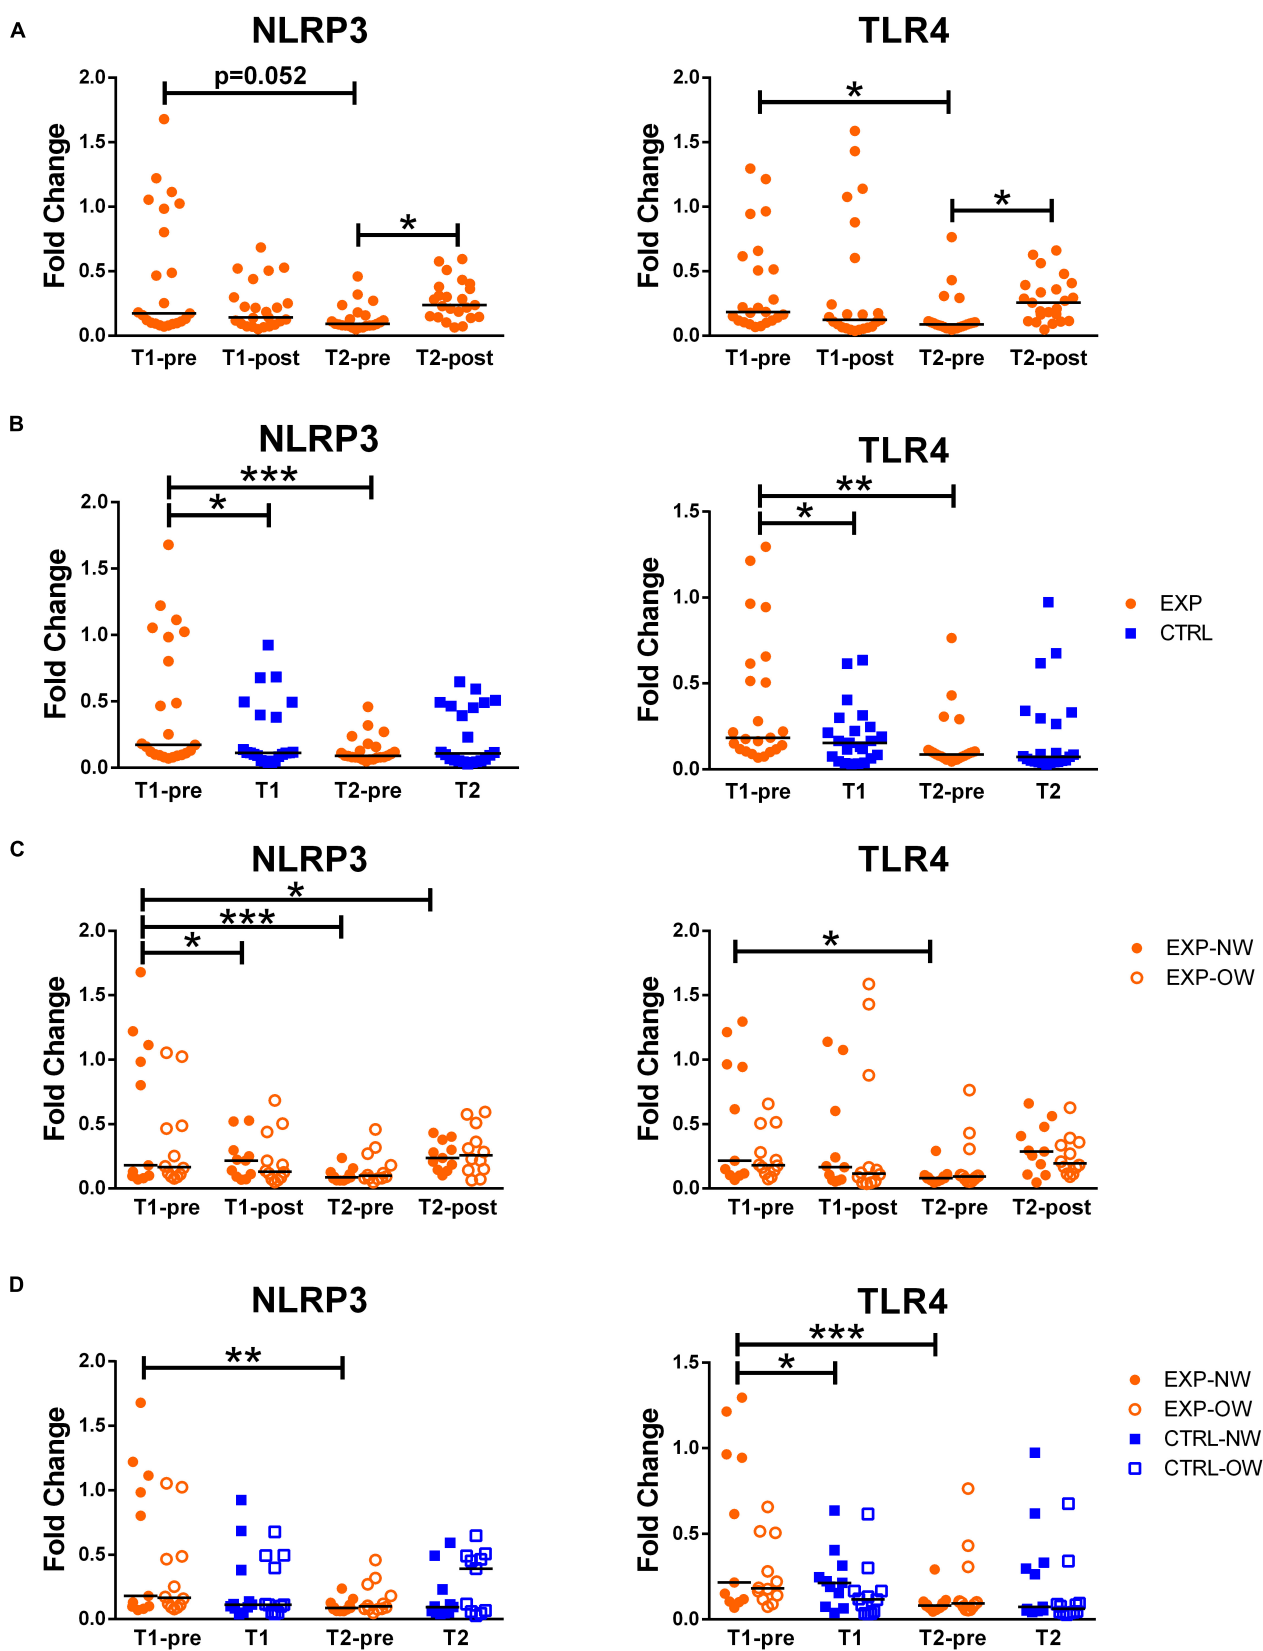 A
NLRP3
TLR4
p=0.052
*
*
*
*
Fold Change
2.0
1.5
1.0
0.5
0.0
T1-pre
T1-post
T2-pre
T2-post
Fold Change
2.0
1.5
1.0
0.5
0.0
T1-pre
T1-post
T2-pre
T2-post
B
NLRP3
TLR4
***
*
**
*
Fold Change
2.0
1.5
1.0
0.5
0.0
T1-pre
T1
T2-pre
T2
Fold Change
1.5
1.0
0.5
0.0
T1-pre
T1
T2-pre
T2
EXP
CTRL
C
NLRP3
TLR4
*
***
*
*
Fold Change
2.0
1.5
1.0
0.5
0.0
T1-pre
T1-post
T2-pre
T2-post
Fold Change
2.0
1.5
1.0
0.5
0.0
T1-pre
T1-post
T2-pre
T2-post
EXP-NW
EXP-OW
D
NLRP3
TLR4
**
***
*
Fold Change
2.0
1.5
1.0
0.5
0.0
T1-pre
T1
T2-pre
T2
Fold Change
1.5
1.0
0.5
0.0
T1-pre
T1
T2-pre
T2
EXP-NW
EXP-OW
CTRL-NW
CTRL-OW